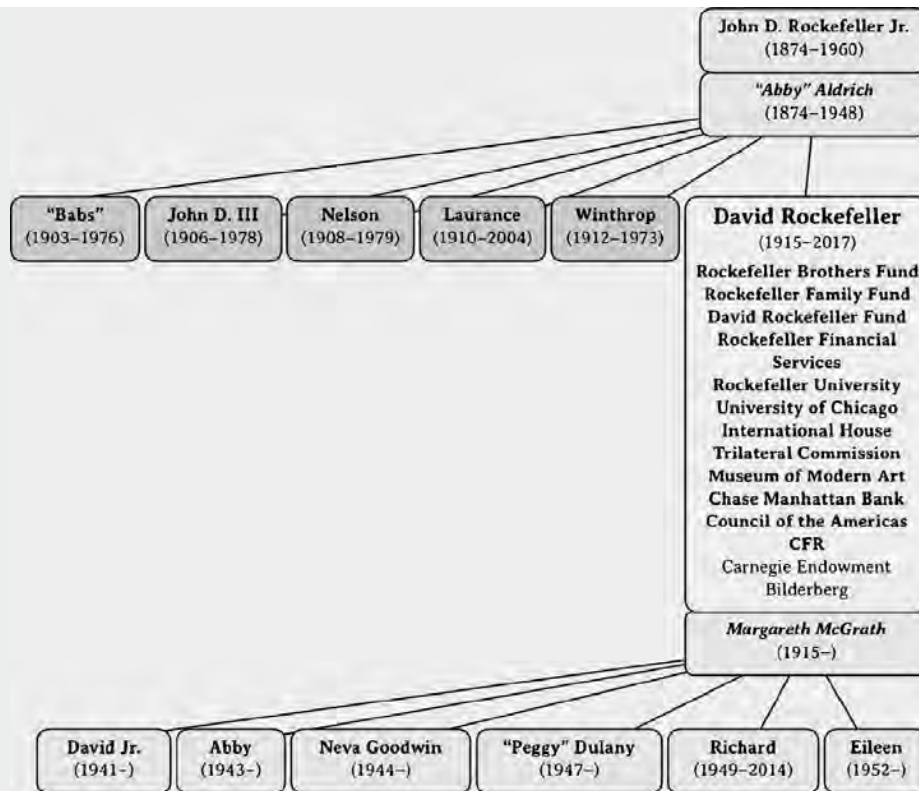 John D. Rockefeller Jr.
(1874–1960)
"Abby" Aldrich
(1874–1948)
"Babs"
(1903–1976)
John D. III
(1906–1978)
Nelson
(1908–1979)
Laurance
(1910–2004)
Winthrop
(1912–1973)
David Rockefeller
(1915–2017)
Rockefeller Brothers Fund
Rockefeller Family Fund
David Rockefeller Fund
Rockefeller Financial
Services
Rockefeller University
University of Chicago
International House
Trilateral Commission
Museum of Modern Art
Chase Manhattan Bank
Council of the Americas
CFR
Carnegie Endowment
Bilderberg
Margareth McGrath
(1915–)
David Jr.
(1941-)
Abby
(1943-)
Neva Goodwin
(1944–)
"Peggy" Dulany
(1947–)
Richard
(1949–2014)
Eileen
(1952–)